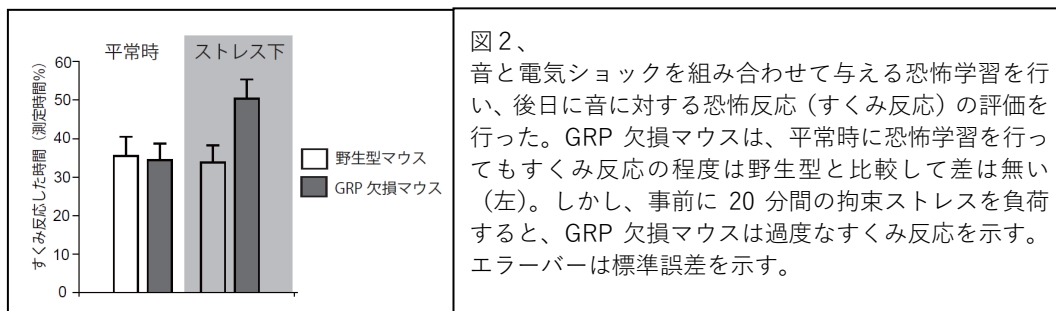 平常時
ストレス下
すくみ反応した時間（測定時間%）
60
50
40
30
20
10
0
野生型マウス
GRP 欠損マウス
図２、
音と電気ショックを組み合わせて与える恐怖学習を行
い、後日に音に対する恐怖反応（すくみ反応）の評価を
行った。GRP 欠損マウスは、平常時に恐怖学習を行っ
てもすくみ反応の程度は野生型と比較して差は無い
（左）。しかし、事前に 20 分間の拘束ストレスを負荷
すると、GRP 欠損マウスは過度なすくみ反応を示す。
エラーバーは標準誤差を示す。